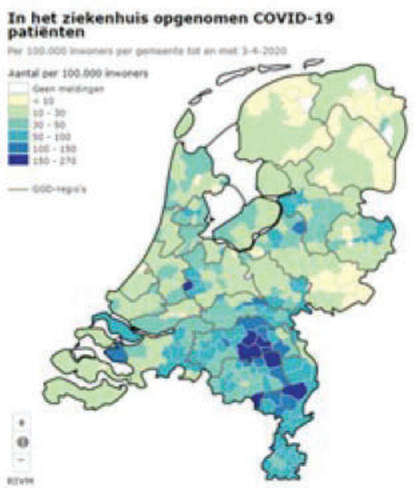 In het ziekenhuis opgenomen COVID-19
patiënten
Per 100.000 inwoners per gemeente tot en met 3-4-2020
Aantal per 100.000 inwoners
Geen meldingen
< 10
10 - 30
30 - 50
50 - 100
100 - 150
150 - 270
GGD-regio's
+
−
RIVM